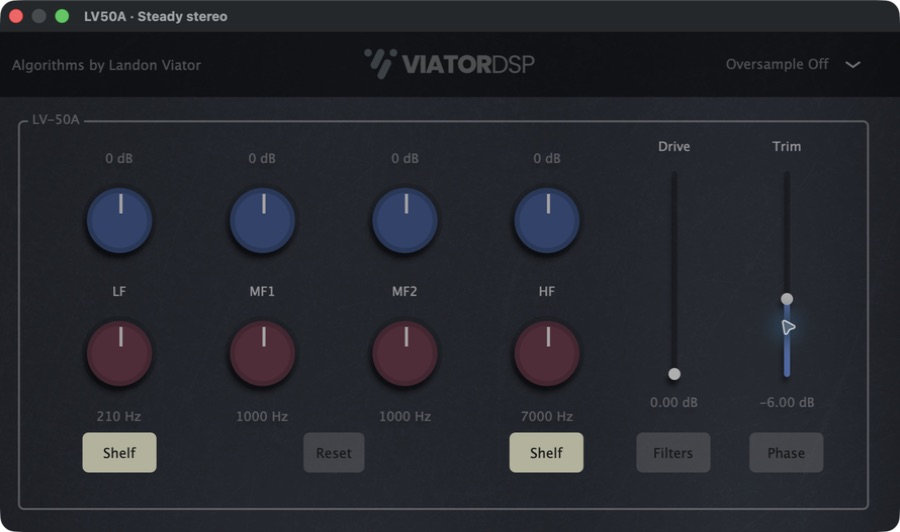 LV50A · Steady stereo
Algorithms by Landon Viator
VIATORDSP
Oversample Off
LV-50A
Drive
Trim
0 dB
0 dB
0 dB
0 dB
LF
MF1
MF2
HF
0.00 dB
-6.00 dB
210 Hz
1000 Hz
1000 Hz
7000 Hz
Shelf
Reset
Shelf
Filters
Phase